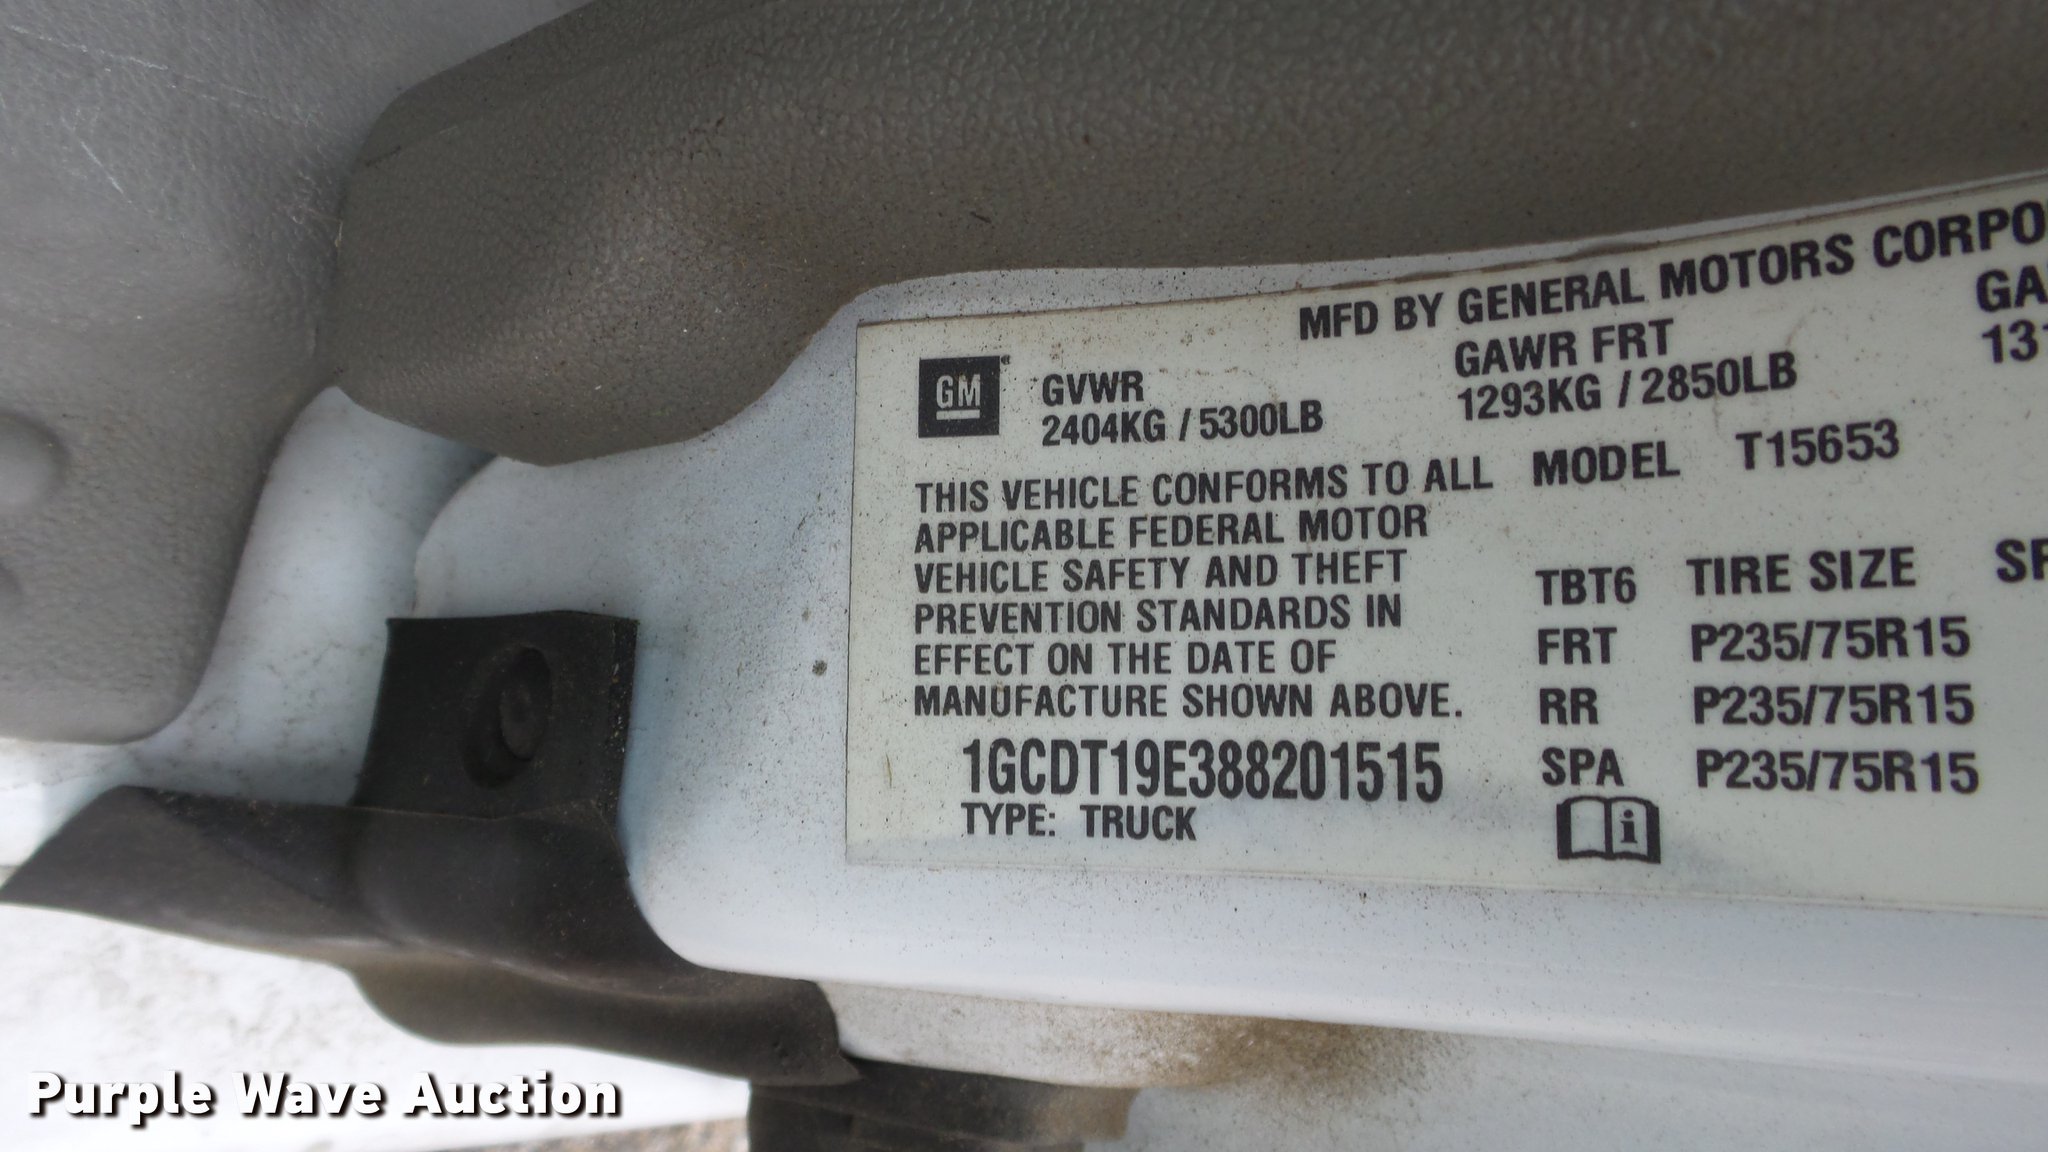 MFD BY GENERAL MOTORS CORPO
GM
GVWR
2404KG / 5300LB
GAWR FRT
1293KG / 2850LB
GA
131
THIS VEHICLE CONFORMS TO ALL
APPLICABLE FEDERAL MOTOR
VEHICLE SAFETY AND THEFT
PREVENTION STANDARDS IN
EFFECT ON THE DATE OF
MANUFACTURE SHOWN ABOVE.
1GCDT19E388201515
TYPE: TRUCK
MODEL T15653
TBT6 TIRE SIZE
FRT P235/75R15
RR P235/75R15
SPA P235/75R15
i
Purple Wave Auction